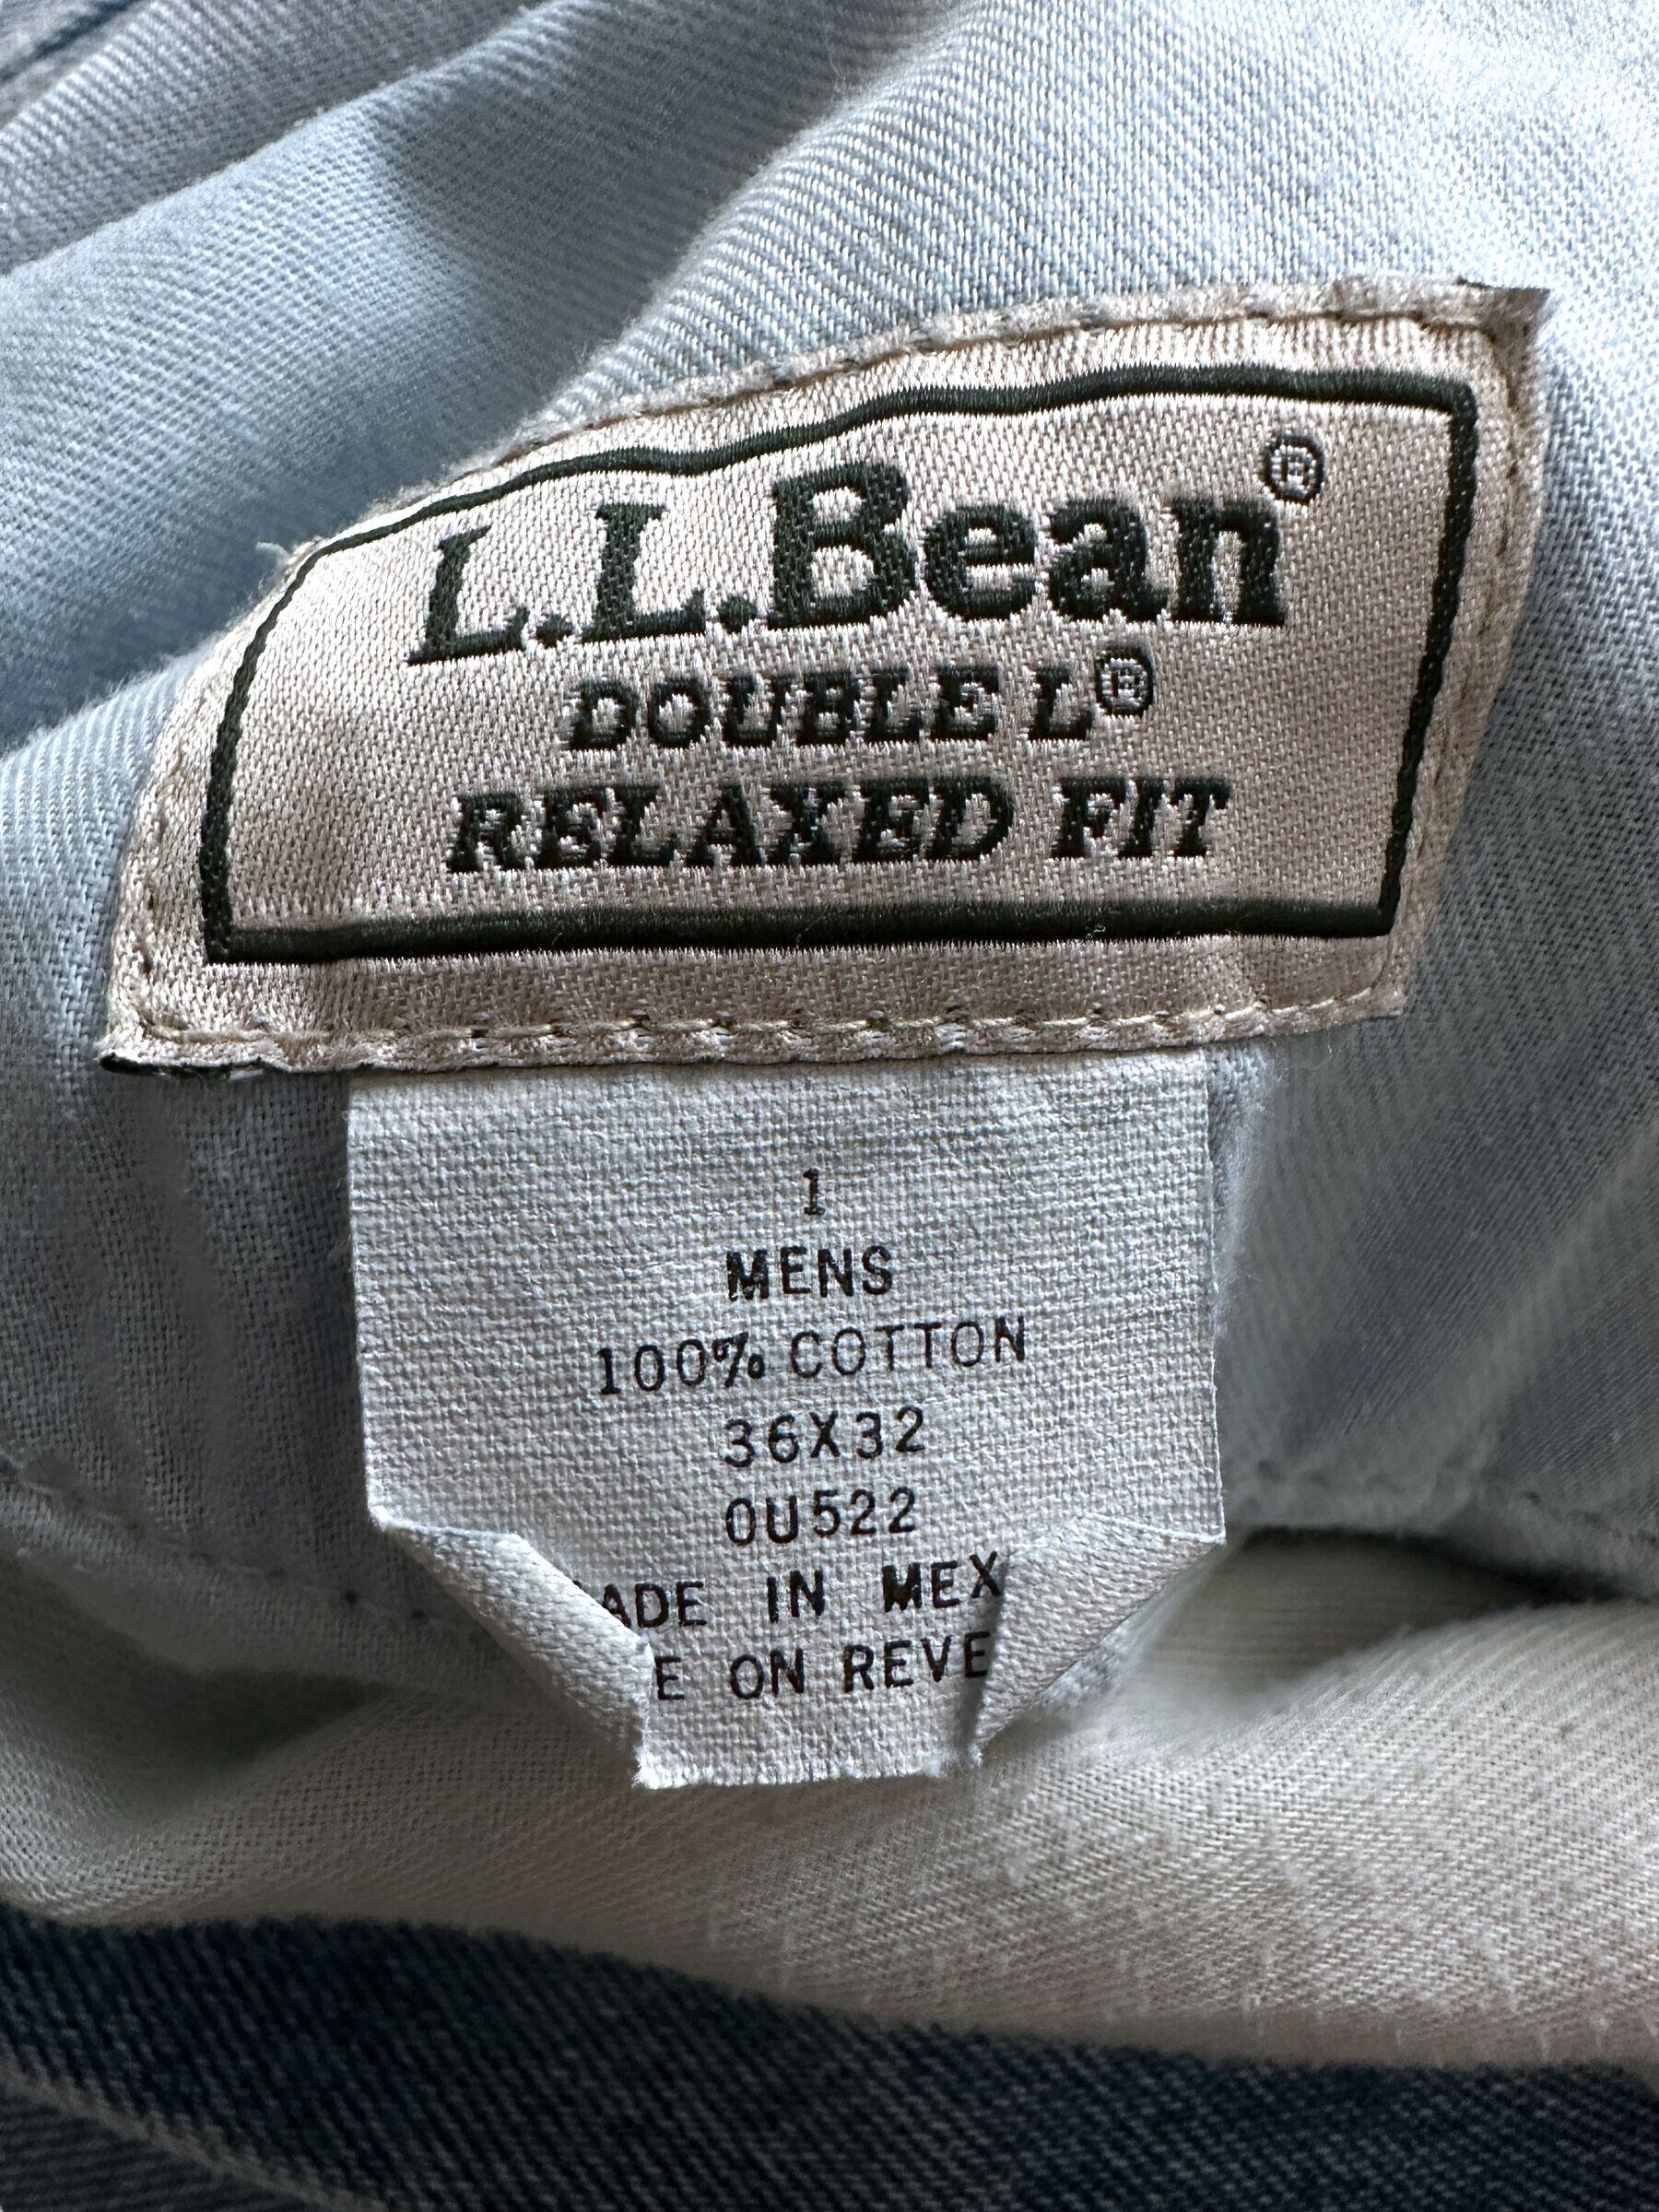 L.L.Bean®
DOUBLE L®
RELAXED FIT
1
MENS
100% COTTON
36X32
0U522
ADE IN MEX
E ON REVE